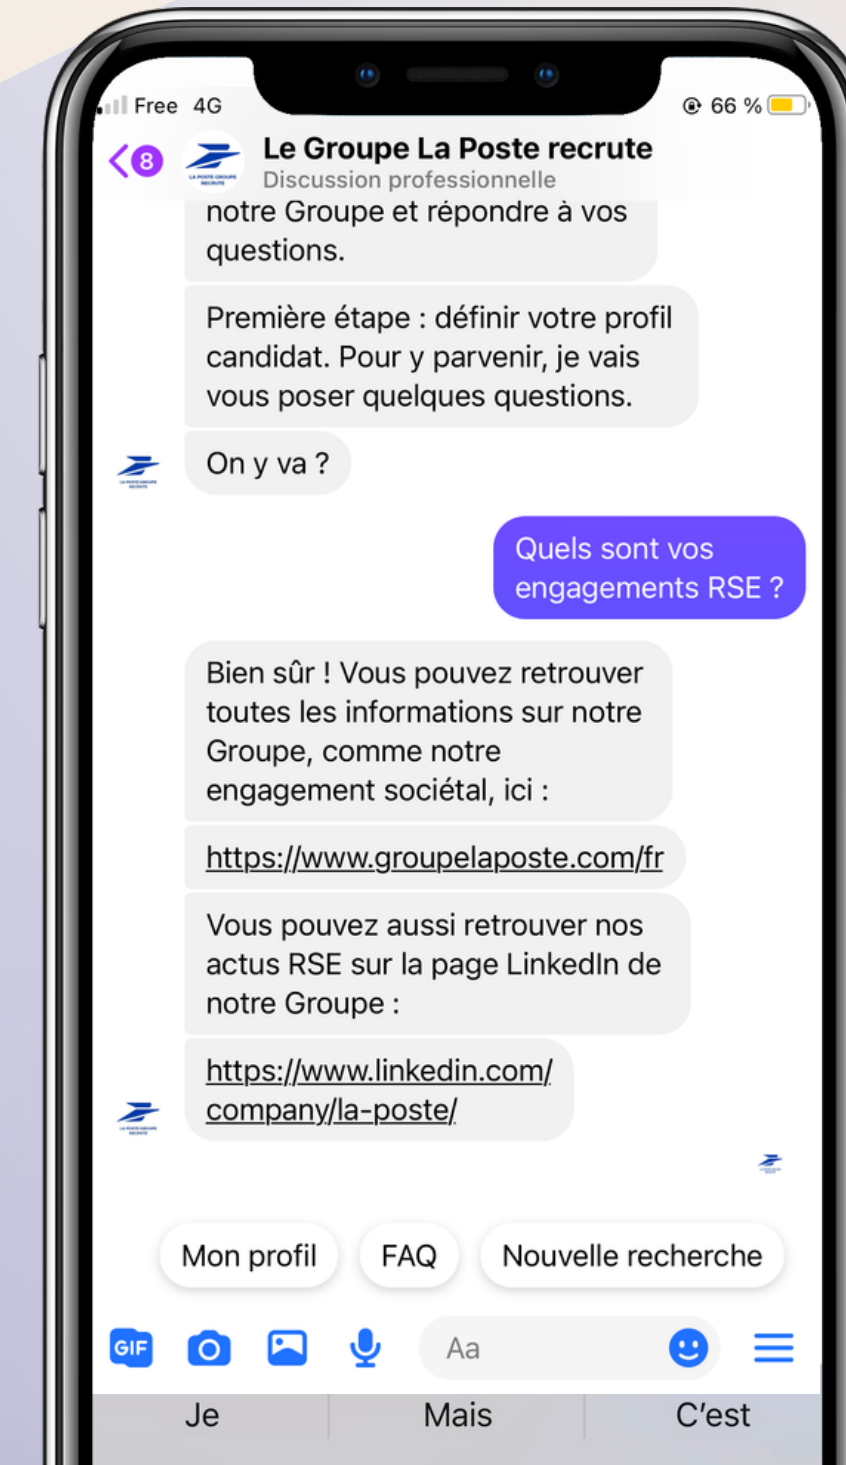 Free 4G
66 %
8
LA POSTE GROUPE
RECRUTE
Le Groupe La Poste recrute
Discussion professionnelle
notre Groupe et répondre à vos
questions.
Première étape : définir votre profil
candidat. Pour y parvenir, je vais
vous poser quelques questions.
On y va ?
Quels sont vos
engagements RSE ?
Bien sûr ! Vous pouvez retrouver
toutes les informations sur notre
Groupe, comme notre
engagement sociétal, ici :
https://www.groupelaposte.com/fr
Vous pouvez aussi retrouver nos
actus RSE sur la page LinkedIn de
notre Groupe :
https://www.linkedin.com/
company/la-poste/
Mon profil
FAQ
Nouvelle recherche
GIF
Aa
Je
Mais
C'est